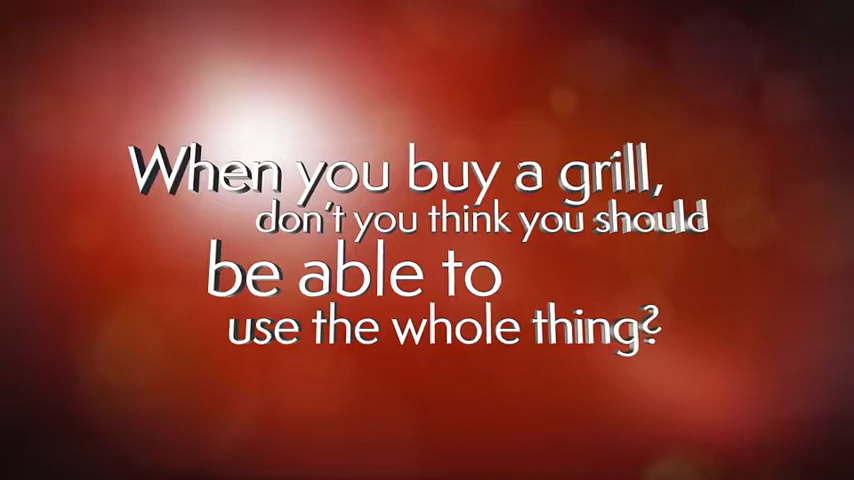 When you buy a grill,
don't you think you should
be able to
use the whole thing?